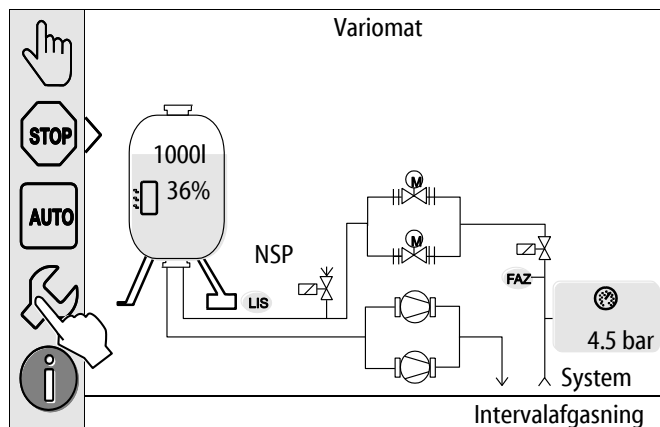 Variomat
STOP
AUTO
1000l
36%
NSP
LIS
M
M
FAZ
4.5 bar
System
Intervalafgasning